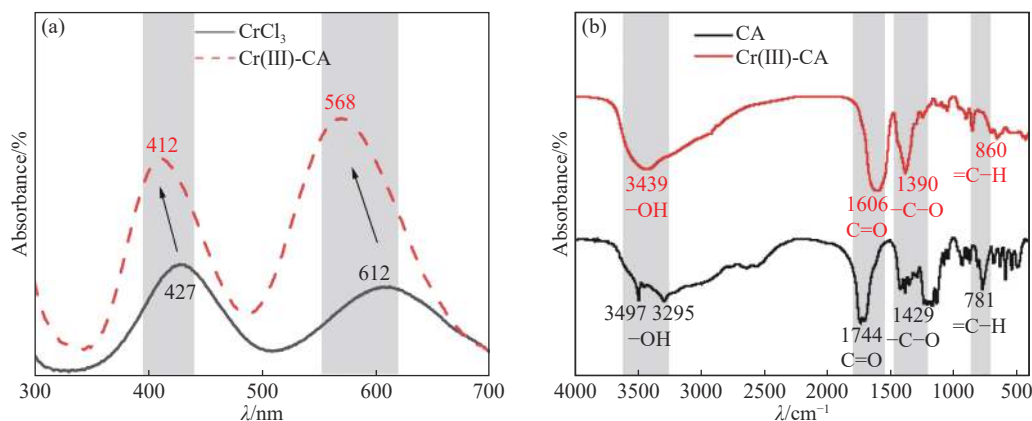 (a)
CrCl₃
Cr(III)-CA
568
412
612
427
Absorbance/%
300 400 500 600 700
λ/nm
(b)
CA
Cr(III)-CA
3439
−OH
1606
C=O
1390
−C−O
860
=C−H
3497 3295
−OH
1744
C=O
1429
−C−O
781
=C−H
Absorbance/%
4000 3500 3000 2500 2000 1500 1000 500
λ/cm⁻¹